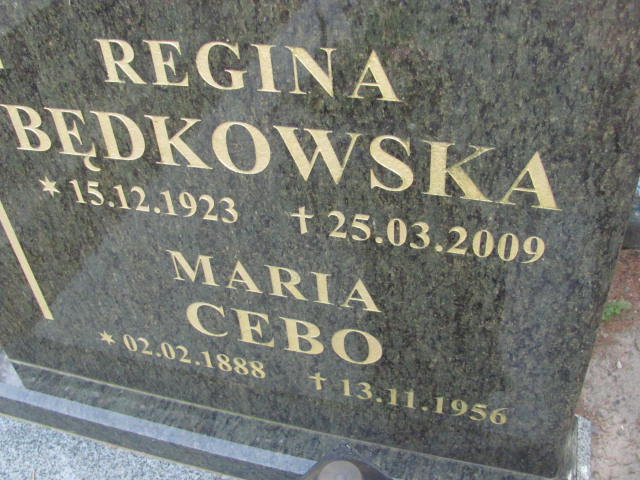 REGINA
BĘDKOWSKA
* 15.12.1923 † 25.03.2009
MARIA
CEBO
* 02.02.1888 † 13.11.1956